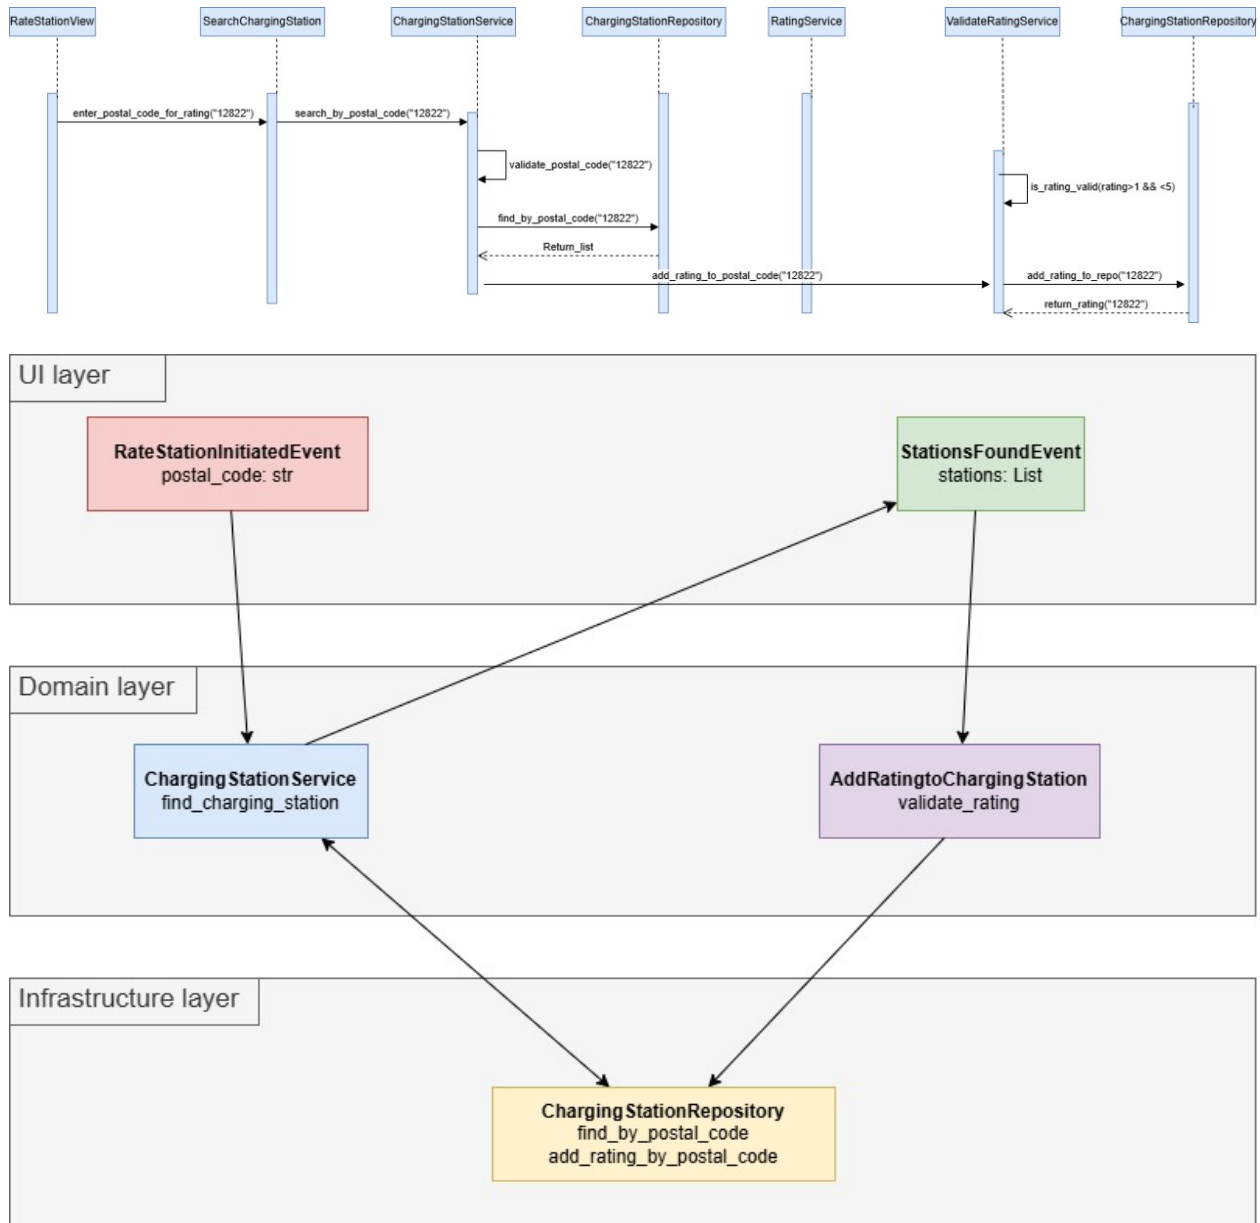 RateStationView
SearchChargingStation
ChargingStationService
ChargingStationRepository
RatingService
ValidateRatingService
ChargingStationRepository
enter_postal_code_for_rating("12822")
search_by_postal_code("12822")
validate_postal_code("12822")
is_rating_valid(rating>1 && <5)
find_by_postal_code("12822")
Return_list
add_rating_to_postal_code("12822")
add_rating_to_repo("12822")
return_rating("12822")
UI layer
RateStationInitiatedEvent
postal_code: str
StationsFoundEvent
stations: List
Domain layer
ChargingStationService
find_charging_station
AddRatingtoChargingStation
validate_rating
Infrastructure layer
ChargingStationRepository
find_by_postal_code
add_rating_by_postal_code